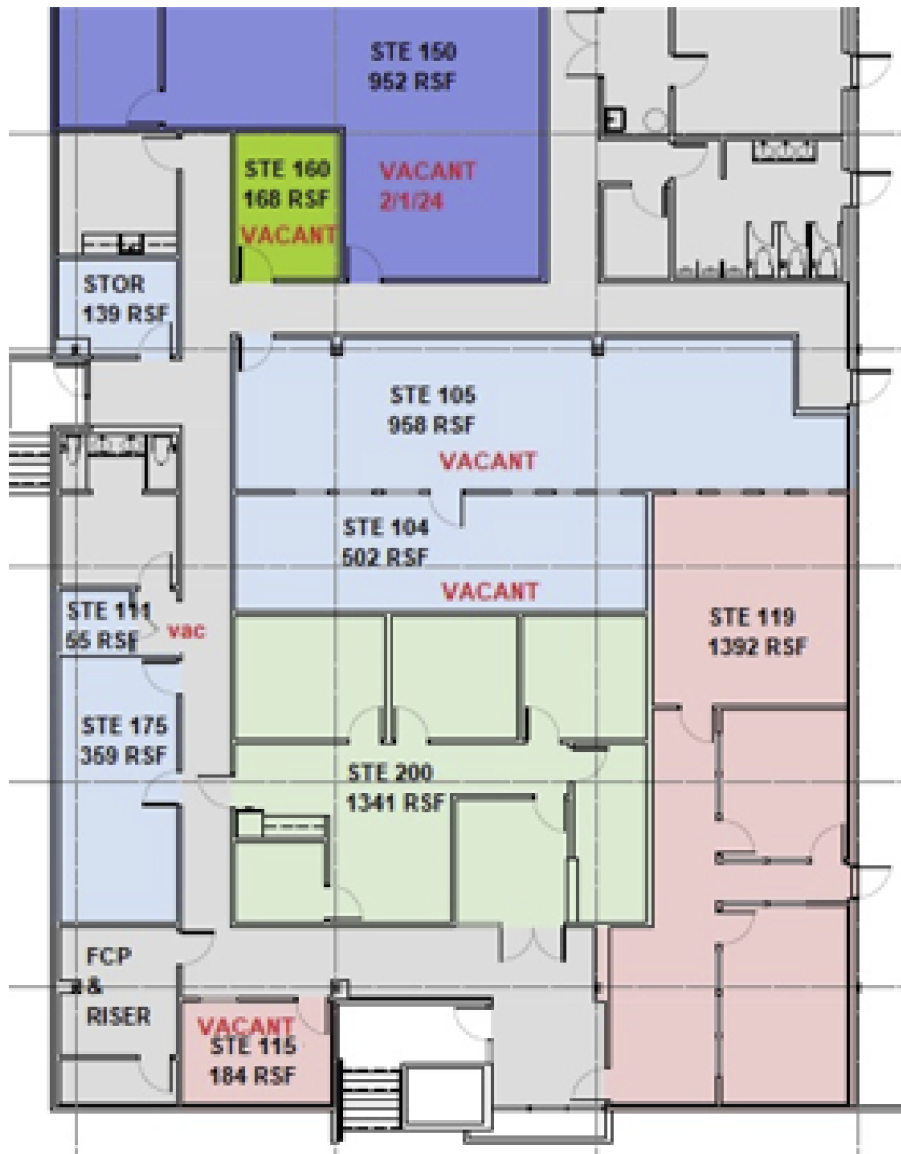 STE 150
952 RSF
VACANT
2/1/24
STE 160
168 RSF
VACANT
STOR
139 RSF
STE 105
958 RSF
VACANT
STE 104
502 RSF
VACANT
STE 111
55 RSF
vac
STE 119
1392 RSF
STE 175
359 RSF
STE 200
1341 RSF
FCP
&
RISER
VACANT
STE 115
184 RSF